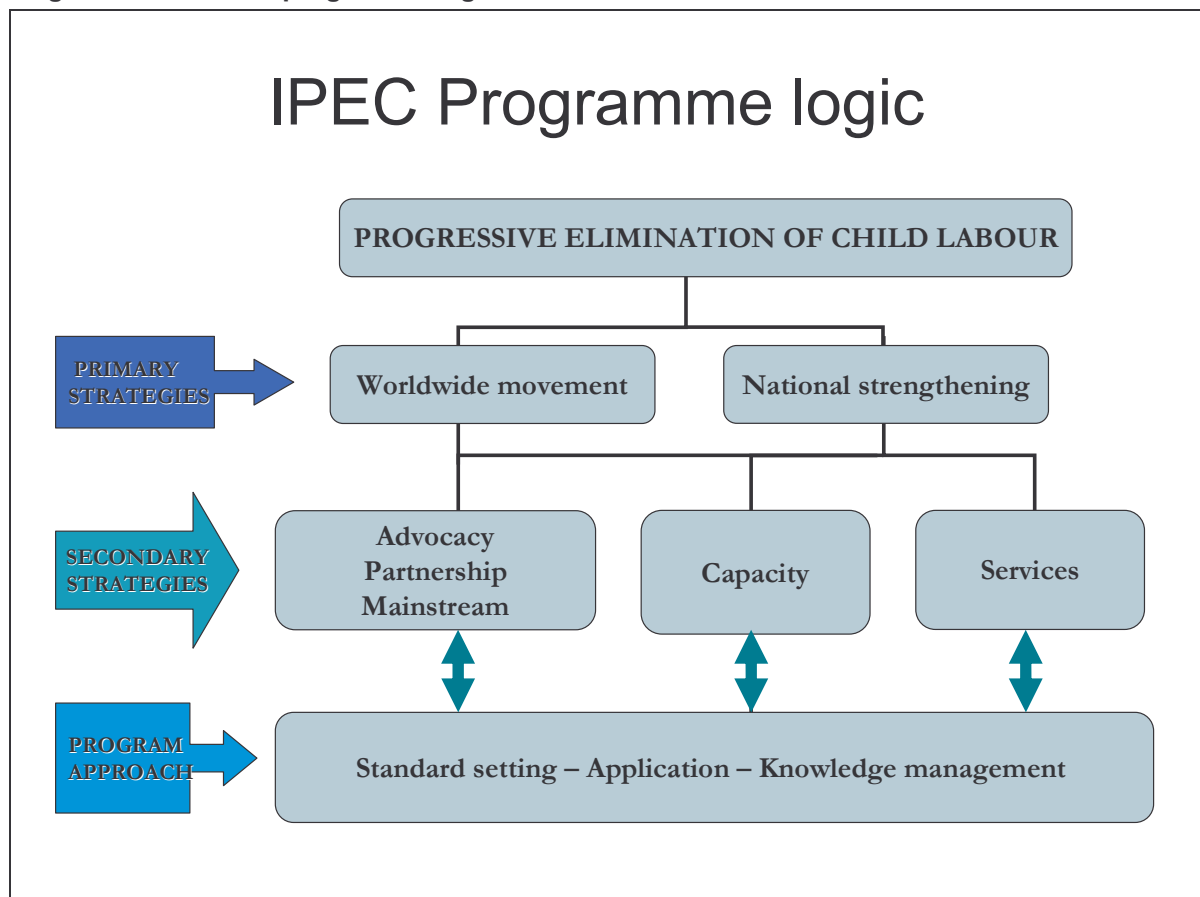 IPEC Programme logic
PROGRESSIVE ELIMINATION OF CHILD LABOUR
PRIMARY
STRATEGIES
Worldwide movement
National strengthening
SECONDARY
STRATEGIES
Advocacy
Partnership
Mainstream
Capacity
Services
PROGRAM
APPROACH
Standard setting – Application – Knowledge management